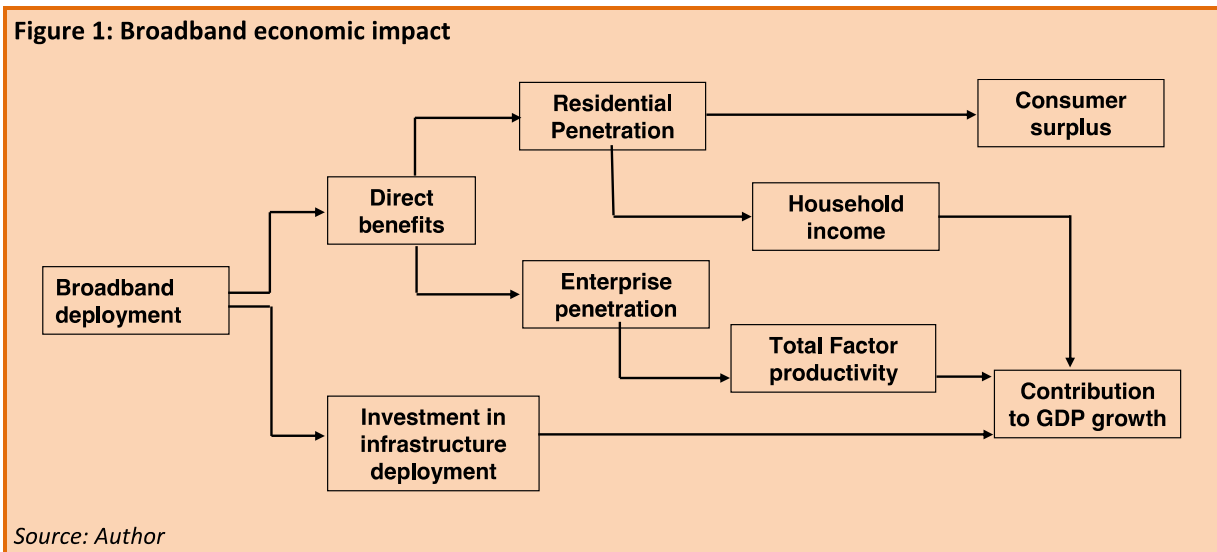 Figure 1: Broadband economic impact
Residential
Penetration
Consumer
surplus
Direct
benefits
Household
income
Broadband
deployment
Enterprise
penetration
Total Factor
productivity
Contribution
to GDP growth
Investment in
infrastructure
deployment
Source: Author